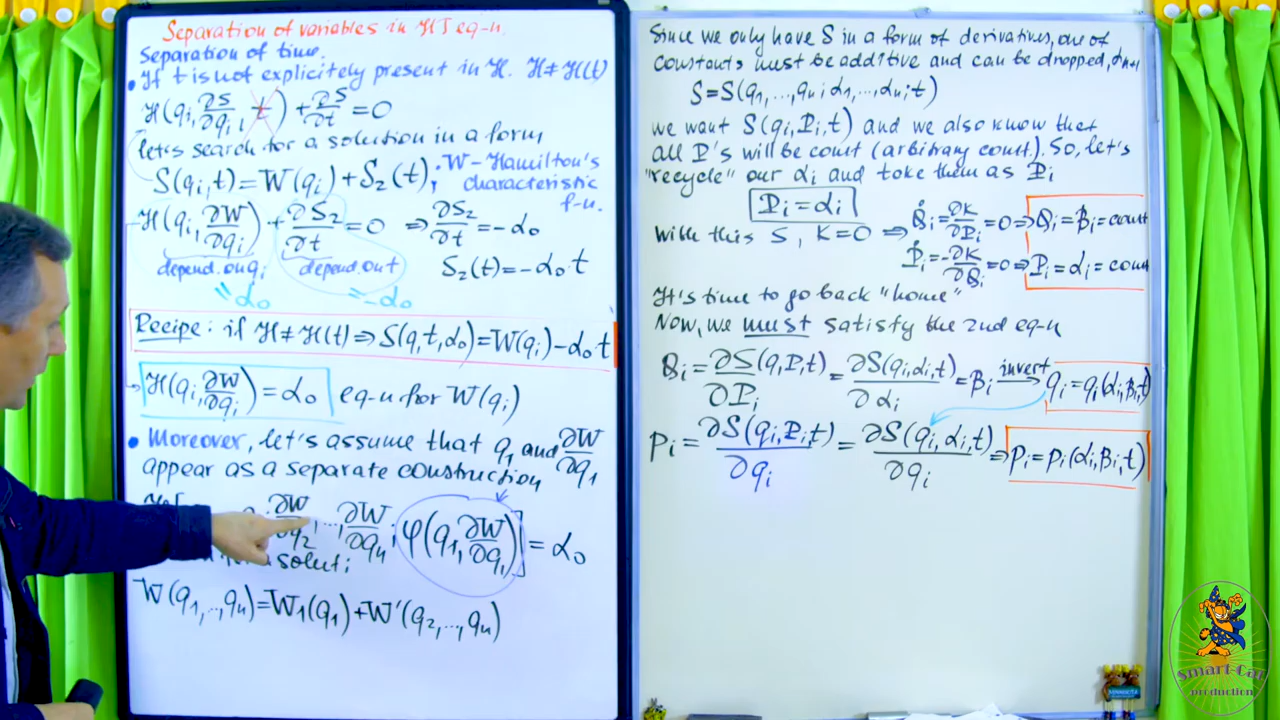 Separation of variables in HJ eq-n.
Separation of time.
• If t is not explicitely present in H. H≠H(t)
H(qᵢ, ∂S/∂qᵢ, t) + ∂S/∂t = 0
let's search for a solution in a form
S(qᵢ,t) = W(qᵢ) + S₂(t);
• W – Hamilton's
characteristic
f-n.
H(qᵢ, ∂W/∂qᵢ) + ∂S₂/∂t = 0 ⇒ ∂S₂/∂t = -α₀
depend. on qᵢ depend. on t S₂(t) = -α₀·t
"α₀ = -α₀
Recipe: if H≠H(t) ⇒ S(q,t,α₀) = W(qᵢ) - α₀t
H(qᵢ, ∂W/∂qᵢ) = α₀ eq-n for W(qᵢ)
• Moreover, let's assume that q₁ and ∂W/∂q₁
appear as a separate construction
∂W/∂q₂, ..., ∂W/∂qₙ; φ(q₁, ∂W/∂q₁)] = α₀
W(q₁,..,qₙ) = W₁(q₁) + W'(q₂,...,qₙ)
Since we only have S in a form of derivatives, one of
constants must be additive and can be dropped, αₙ₊₁
S = S(q₁,...,qₙ; α₁,...,αₙ; t)
We want S(qᵢ,Pᵢ,t) and we also know that
all P's will be const (arbitrary const.). So, let's
"recycle" our αᵢ and take them as Pᵢ
Pᵢ = αᵢ
With this S, K=0 ⇒ Q̇ᵢ = ∂K/∂Pᵢ = 0 ⇒ Qᵢ = βᵢ = const
Ṗᵢ = -∂K/∂Qᵢ = 0 ⇒ Pᵢ = αᵢ = const
It's time to go back "home"
Now, we must satisfy the 2nd eq-n
Qᵢ = ∂S(q,P,t)/∂Pᵢ = ∂S(qᵢ,αᵢ,t)/∂αᵢ = βᵢ invert → qᵢ = qᵢ(αᵢ,βᵢ,t)
pᵢ = ∂S(qᵢ,Pᵢ,t)/∂qᵢ = ∂S(qᵢ,αᵢ,t)/∂qᵢ ⇒ pᵢ = pᵢ(αᵢ,βᵢ,t)
Smart Cat
production